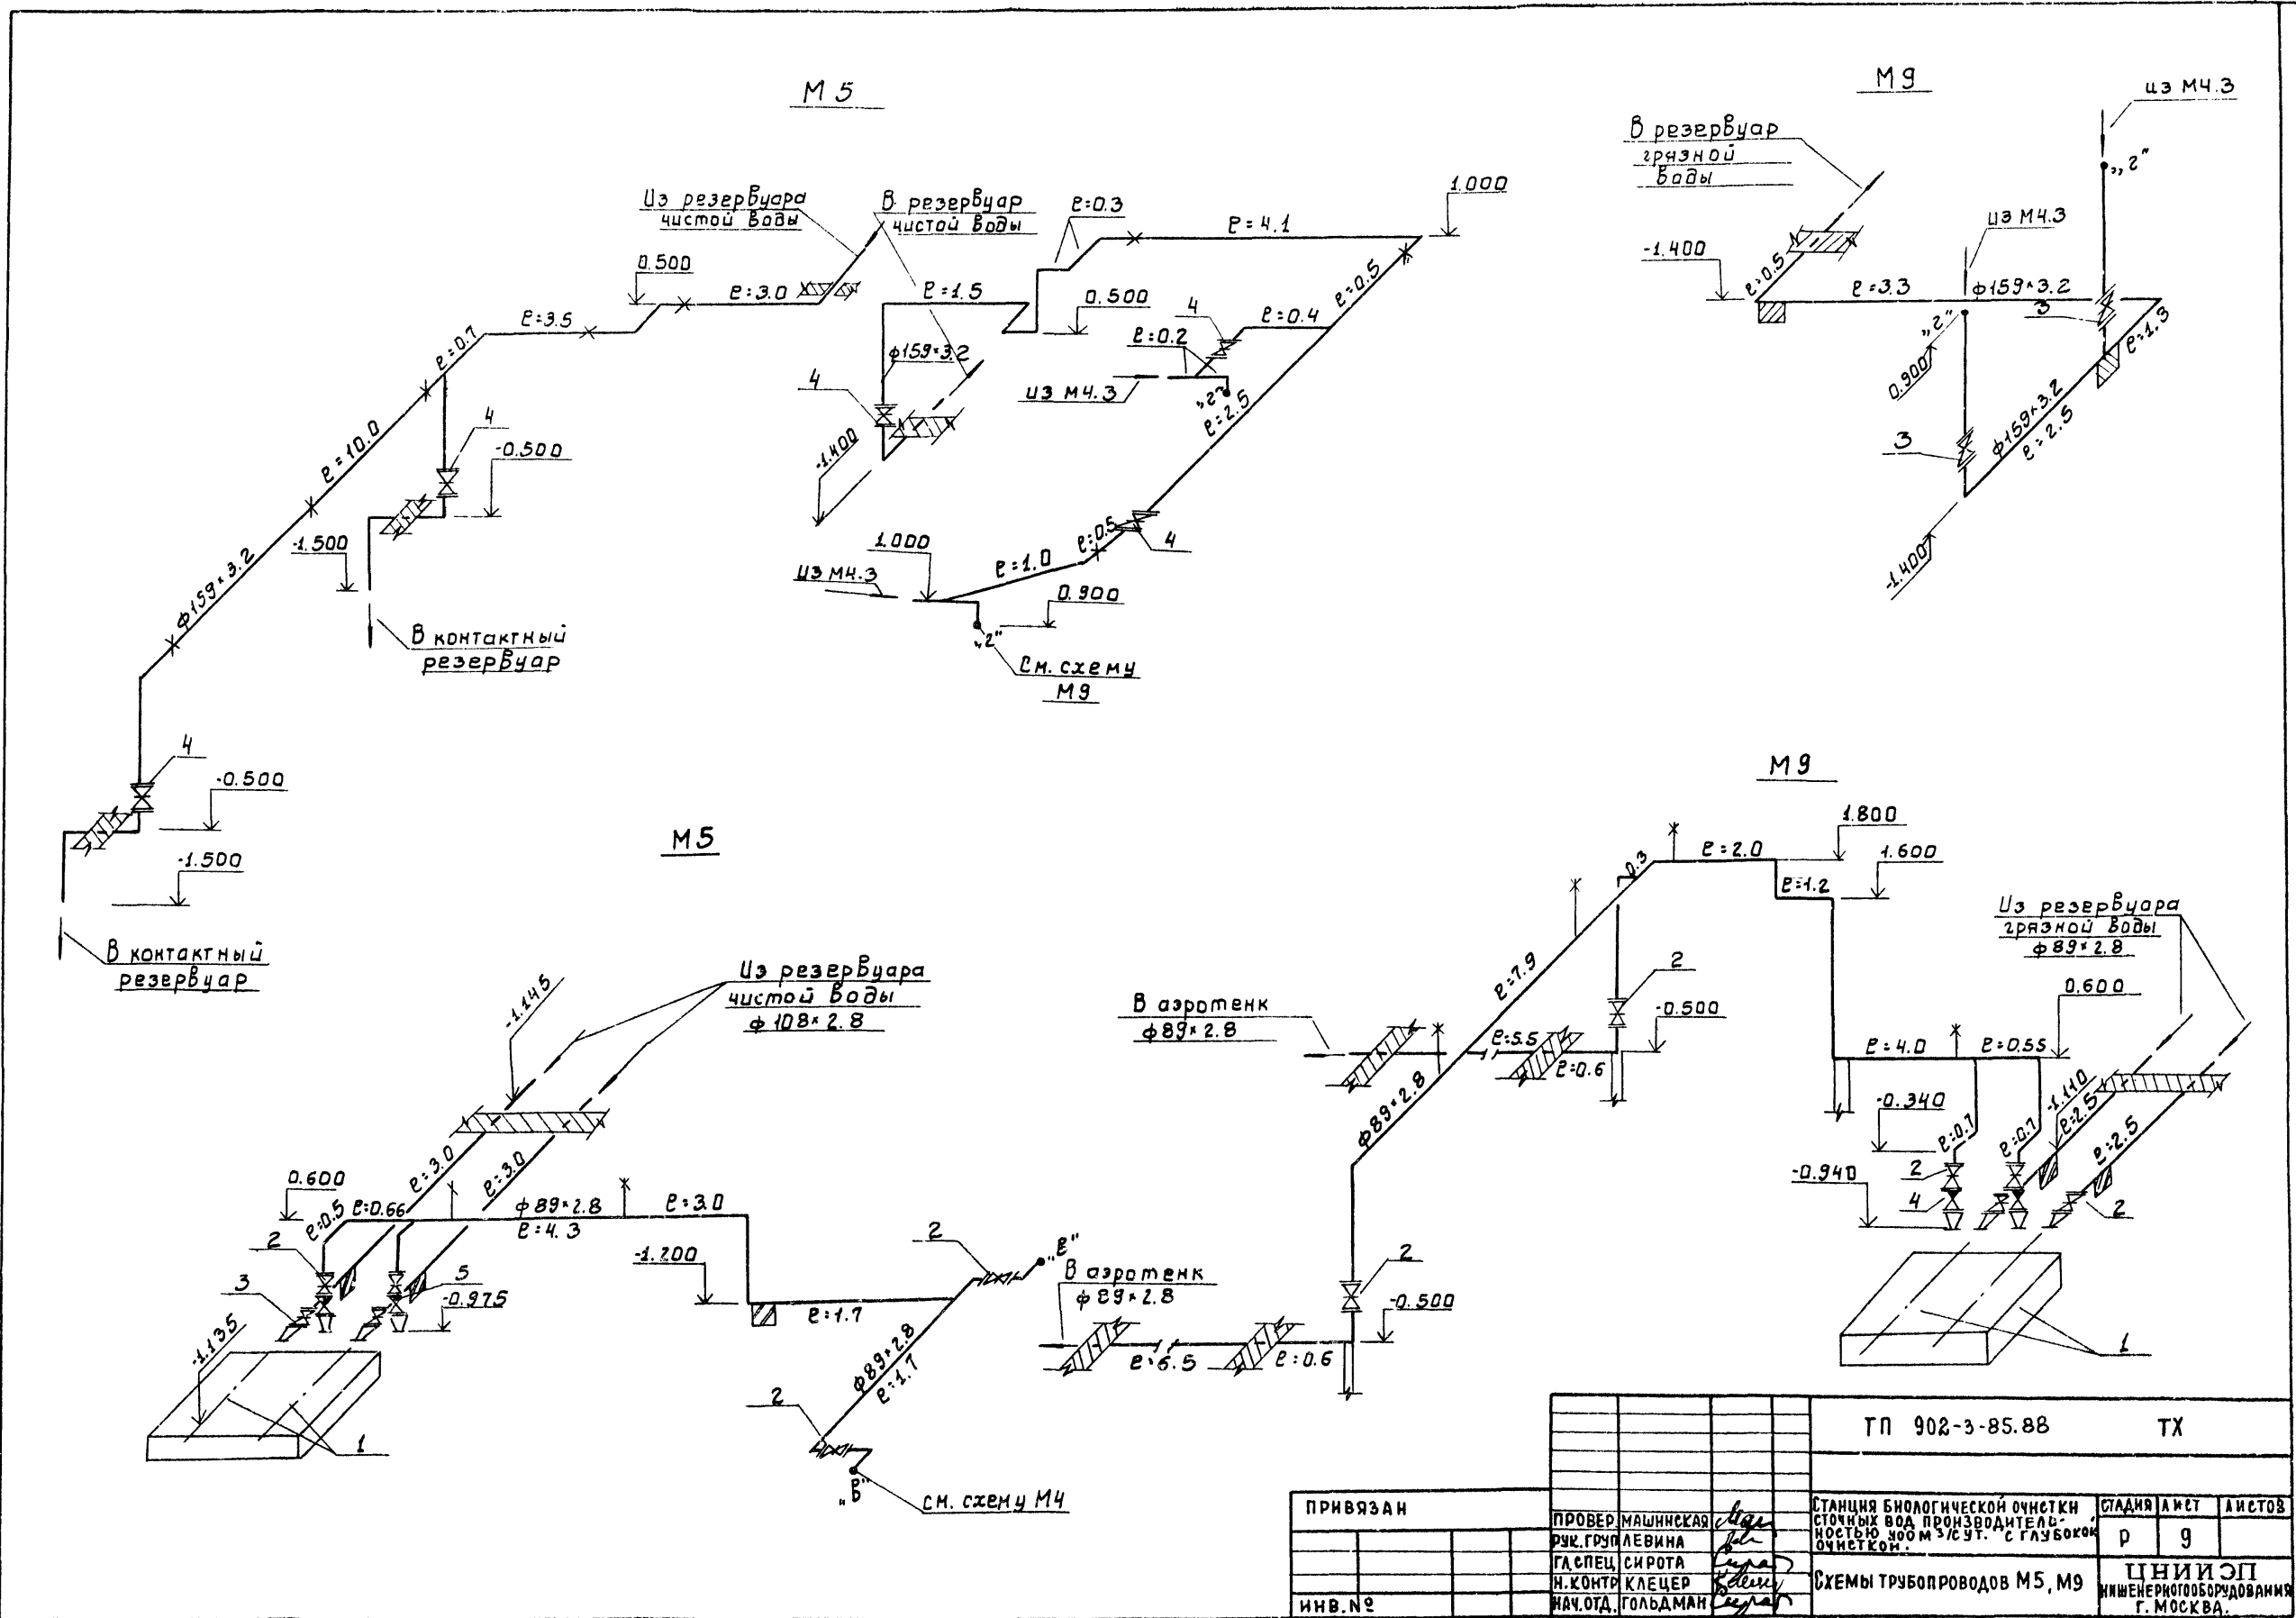 М 5
Из резервуара
чистой воды
В резервуар
чистой воды
ℓ=0.3
ℓ=4.1
1.000
0.500
ℓ=3.0
ℓ=3.5
ℓ=0.7
ℓ=1.5
0.500
ℓ=0.5
4
ℓ=0.4
ℓ=0.2
ф159×3.2
4
из М4.3
„2"
ℓ=2.5
-1.400
ℓ=10.0
4
-0.500
-1.500
ф159×3.2
В контактный
резервуар
1.000
ℓ=1.0
ℓ=0.5
4
из М4.3
0.900
„2"
См. схему
М9
4
-0.500
-1.500
В контактный
резервуар
М9
из М4.3
В резервуар
грязной
воды
„2"
из М4.3
-1.400
ℓ=0.5
ℓ=3.3
ф159×3.2
3
ℓ=1.3
„2"
0.900
3
ф159×3.2
ℓ=2.5
-1.400
М5
-1.145
Из резервуара
чистой воды
ф108×2.8
ℓ=3.0
ℓ=3.0
0.600
ℓ=0.5
ℓ=0.66
ф89×2.8
ℓ=4.3
ℓ=3.0
2
3
5
-0.975
-1.135
1
-1.200
ℓ=1.7
2
ф89×2.8
ℓ=1.7
2
„В"
см. схему М4
М9
1.800
1.600
ℓ=2.0
ℓ=1.2
0.3
ℓ=7.9
2
-0.500
В аэротенк
ф89×2.8
ℓ=5.5
ℓ=0.6
ф89×2.8
2
-0.500
В аэротенк
ф89×2.8
ℓ=6.5
ℓ=0.6
Из резервуара
грязной воды
ф89×2.8
0.600
ℓ=4.0
ℓ=0.55
-0.340
ℓ=0.7
ℓ=0.7
-1.110
ℓ=2.5
ℓ=2.5
-0.940
2
4
2
1
ТП 902-3-85.88 ТХ
ПРИВЯЗАН
ИНВ.№
ПРОВЕР. МАШИНСКАЯ
РУК.ГРУП ЛЕВИНА
ГЛ.СПЕЦ СИРОТА
Н.КОНТР КЛЕЦЕР
НАЧ.ОТД. ГОЛЬДМАН
СТАНЦИЯ БИОЛОГИЧЕСКОЙ ОЧИСТКИ
СТОЧНЫХ ВОД ПРОИЗВОДИТЕЛЬ-
НОСТЬЮ 400 М³/СУТ. С ГЛУБОКОЙ
ОЧИСТКОЙ.
СТАДИЯ ЛИСТ ЛИСТОВ
Р 9
СХЕМЫ ТРУБОПРОВОДОВ М5, М9
ЦНИИЭП
ИНЖЕНЕРНОГО ОБОРУДОВАНИЯ
Г. МОСКВА.